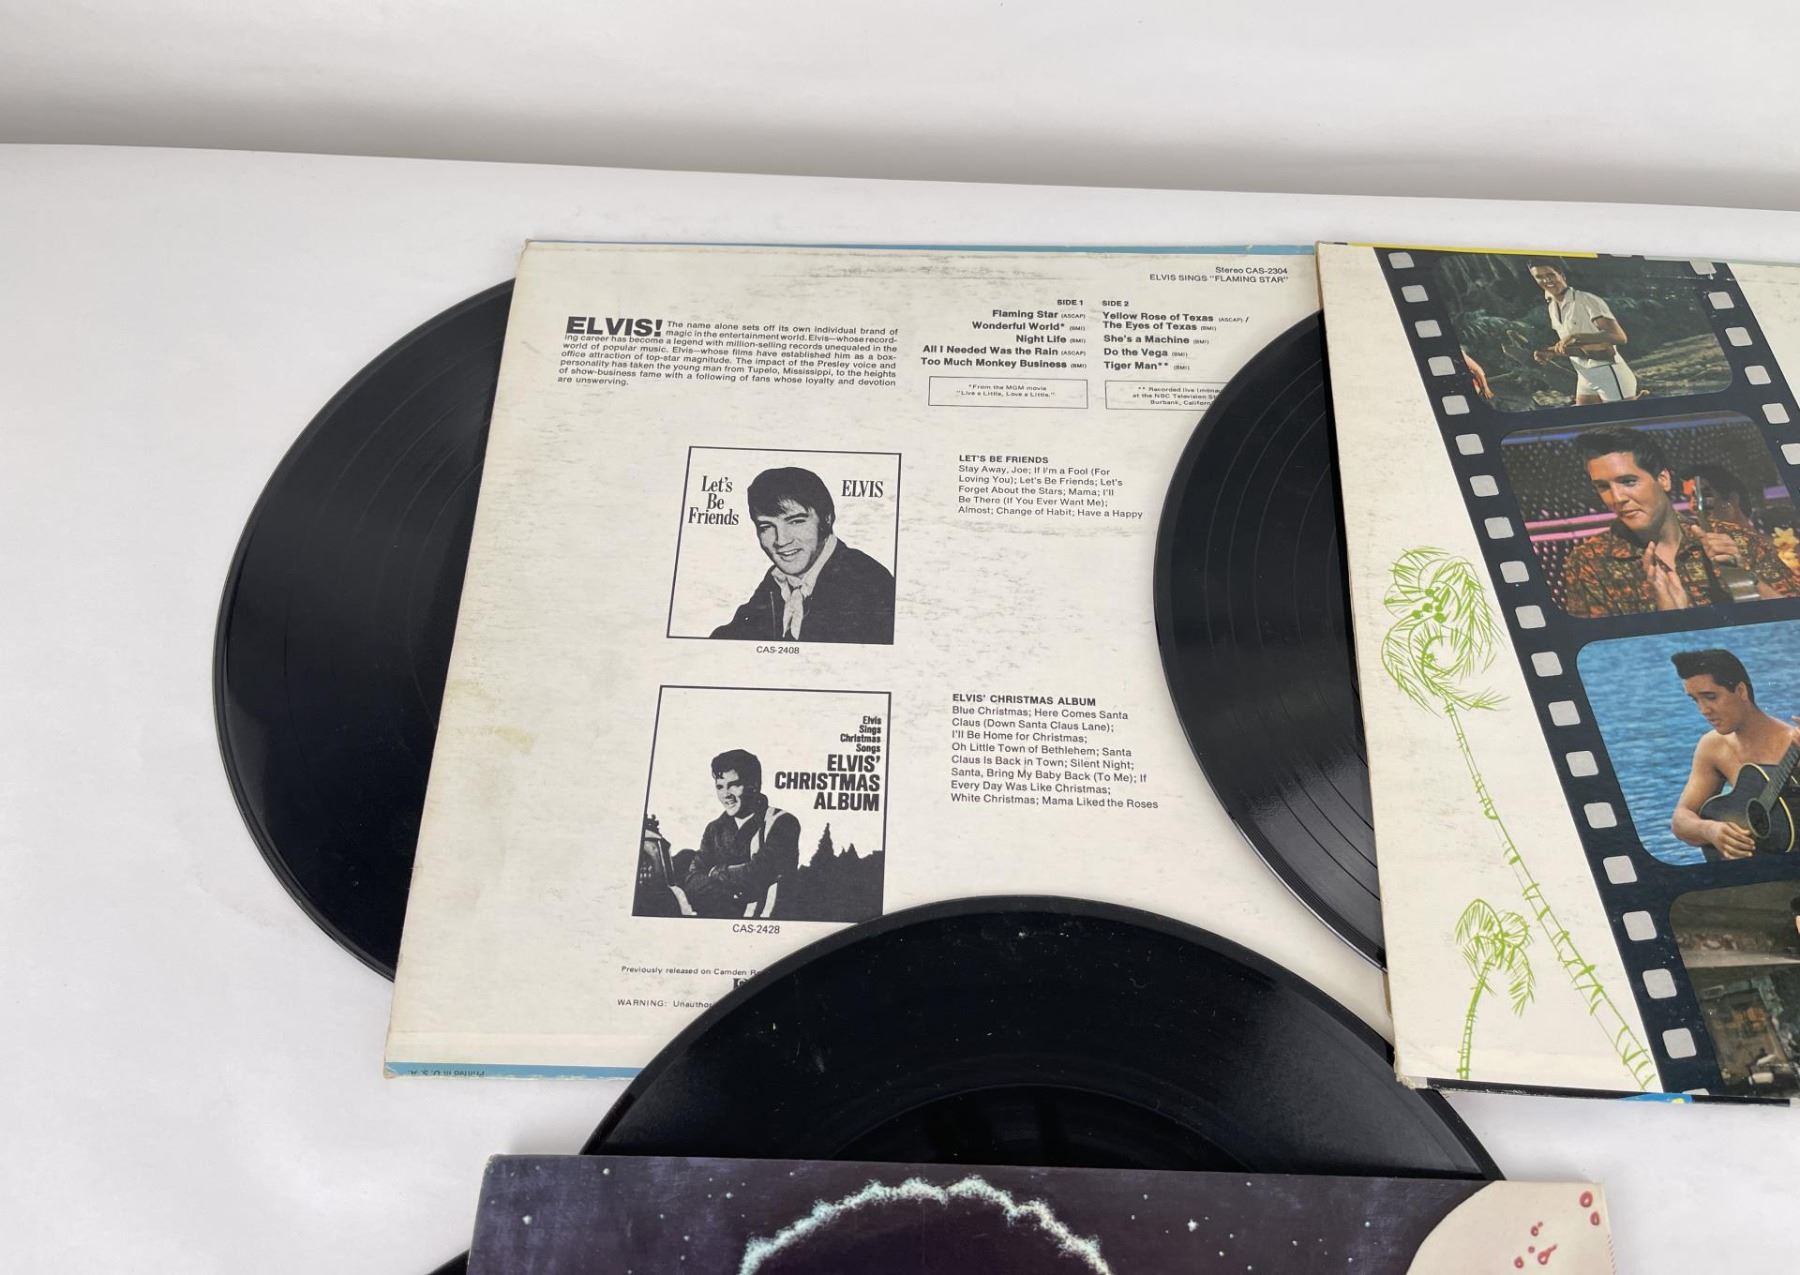 Stereo CAS-2304
ELVIS SINGS "FLAMING STAR"
ELVIS! The name alone sets off its own individual brand of
magic in the entertainment world. Elvis—whose record-
ing career has become a legend with million-selling records unequaled in the
world of popular music. Elvis—whose films have established him as a box-
office attraction of top-star magnitude. The impact of the Presley voice and
personality has taken the young man from Tupelo, Mississippi, to the heights
of show-business fame with a following of fans whose loyalty and devotion
are unswerving.
SIDE 1
Flaming Star (ASCAP)
Wonderful World* (BMI)
Night Life (BMI)
All I Needed Was the Rain (ASCAP)
Too Much Monkey Business (BMI)
*From the MGM movie
"Live a Little, Love a Little."
SIDE 2
Yellow Rose of Texas (ASCAP) /
The Eyes of Texas (BMI)
She's a Machine (BMI)
Do the Vega (BMI)
Tiger Man** (BMI)
** Recorded live
at the NBC Television
Burbank,
Let's
Be
Friends
ELVIS
CAS-2408
LET'S BE FRIENDS
Stay Away, Joe; If I'm a Fool (For
Loving You); Let's Be Friends; Let's
Forget About the Stars; Mama; I'll
Be There (If You Ever Want Me);
Almost; Change of Habit; Have a Happy
Elvis
Sings
Christmas
Songs
ELVIS'
CHRISTMAS
ALBUM
CAS-2428
ELVIS' CHRISTMAS ALBUM
Blue Christmas; Here Comes Santa
Claus (Down Santa Claus Lane);
I'll Be Home for Christmas;
Oh Little Town of Bethlehem; Santa
Claus Is Back in Town; Silent Night;
Santa, Bring My Baby Back (To Me); If
Every Day Was Like Christmas;
White Christmas; Mama Liked the Roses
Previously released on Camden
WARNING:
Printed in U.S.A.